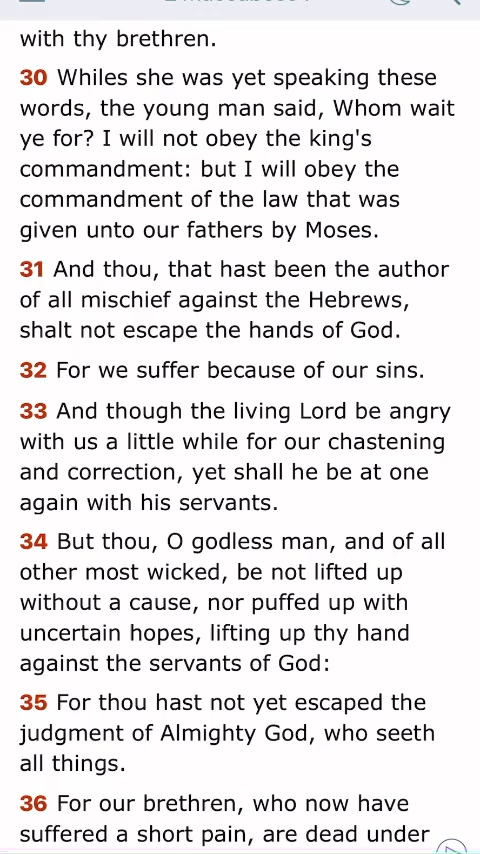 with thy brethren.
30 Whiles she was yet speaking these
words, the young man said, Whom wait
ye for? I will not obey the king's
commandment: but I will obey the
commandment of the law that was
given unto our fathers by Moses.
31 And thou, that hast been the author
of all mischief against the Hebrews,
shalt not escape the hands of God.
32 For we suffer because of our sins.
33 And though the living Lord be angry
with us a little while for our chastening
and correction, yet shall he be at one
again with his servants.
34 But thou, O godless man, and of all
other most wicked, be not lifted up
without a cause, nor puffed up with
uncertain hopes, lifting up thy hand
against the servants of God:
35 For thou hast not yet escaped the
judgment of Almighty God, who seeth
all things.
36 For our brethren, who now have
suffered a short pain, are dead under